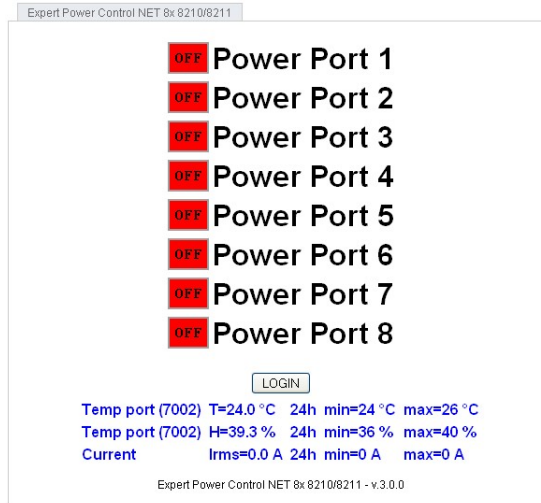 Expert Power Control NET 8x 8210/8211
OFF Power Port 1
OFF Power Port 2
OFF Power Port 3
OFF Power Port 4
OFF Power Port 5
OFF Power Port 6
OFF Power Port 7
OFF Power Port 8
LOGIN
Temp port (7002) T=24.0 °C 24h min=24 °C max=26 °C
Temp port (7002) H=39.3 % 24h min=36 % max=40 %
Current Irms=0.0 A 24h min=0 A max=0 A
Expert Power Control NET 8x 8210/8211 - v.3.0.0